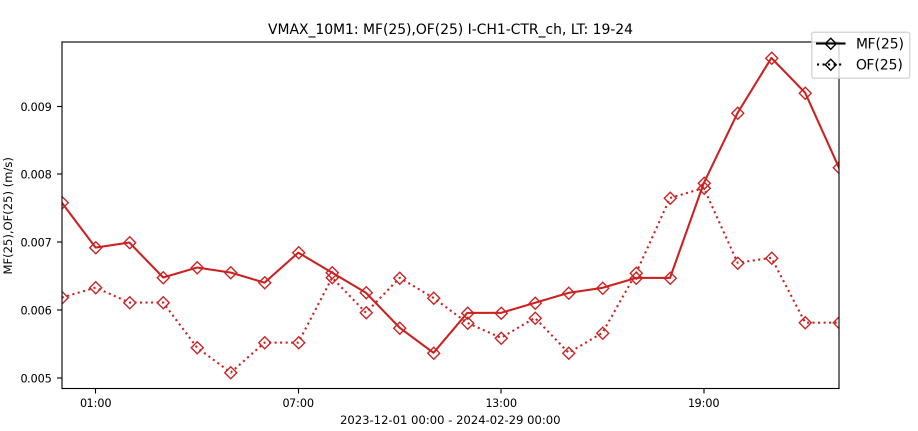 VMAX_10M1: MF(25),OF(25) I-CH1-CTR_ch, LT: 19-24
MF(25)
OF(25)
MF(25),OF(25) (m/s)
0.009
0.008
0.007
0.006
0.005
01:00
07:00
13:00
19:00
2023-12-01 00:00 - 2024-02-29 00:00